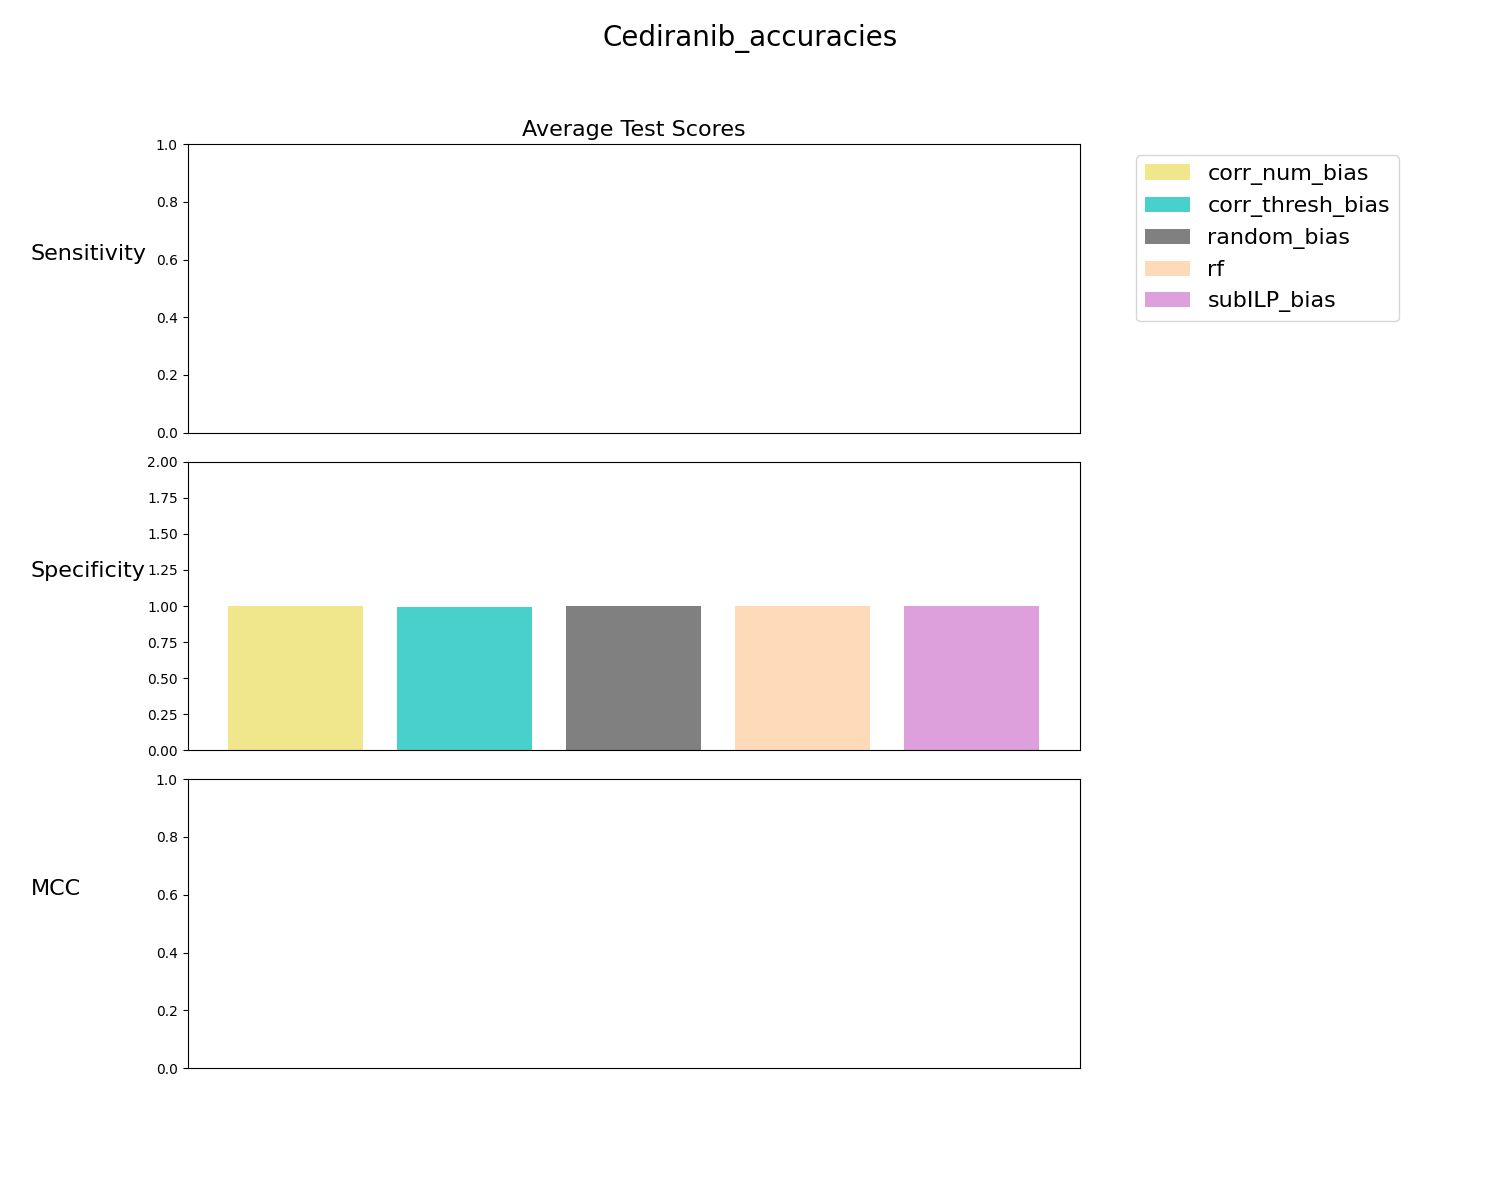 Cediranib_accuracies
Average Test Scores
Sensitivity
1.0
0.8
0.6
0.4
0.2
0.0
corr_num_bias
corr_thresh_bias
random_bias
rf
subILP_bias
Specificity
2.00
1.75
1.50
1.25
1.00
0.75
0.50
0.25
0.00
MCC
1.0
0.8
0.6
0.4
0.2
0.0